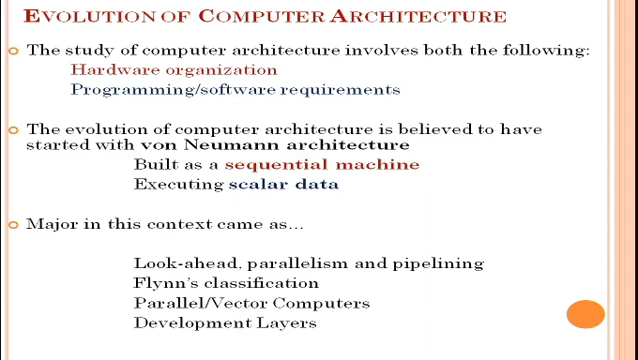 EVOLUTION OF COMPUTER ARCHITECTURE
The study of computer architecture involves both the following:
Hardware organization
Programming/software requirements
The evolution of computer architecture is believed to have
started with von Neumann architecture
Built as a sequential machine
Executing scalar data
Major in this context came as...
Look-ahead, parallelism and pipelining
Flynn's classification
Parallel/Vector Computers
Development Layers